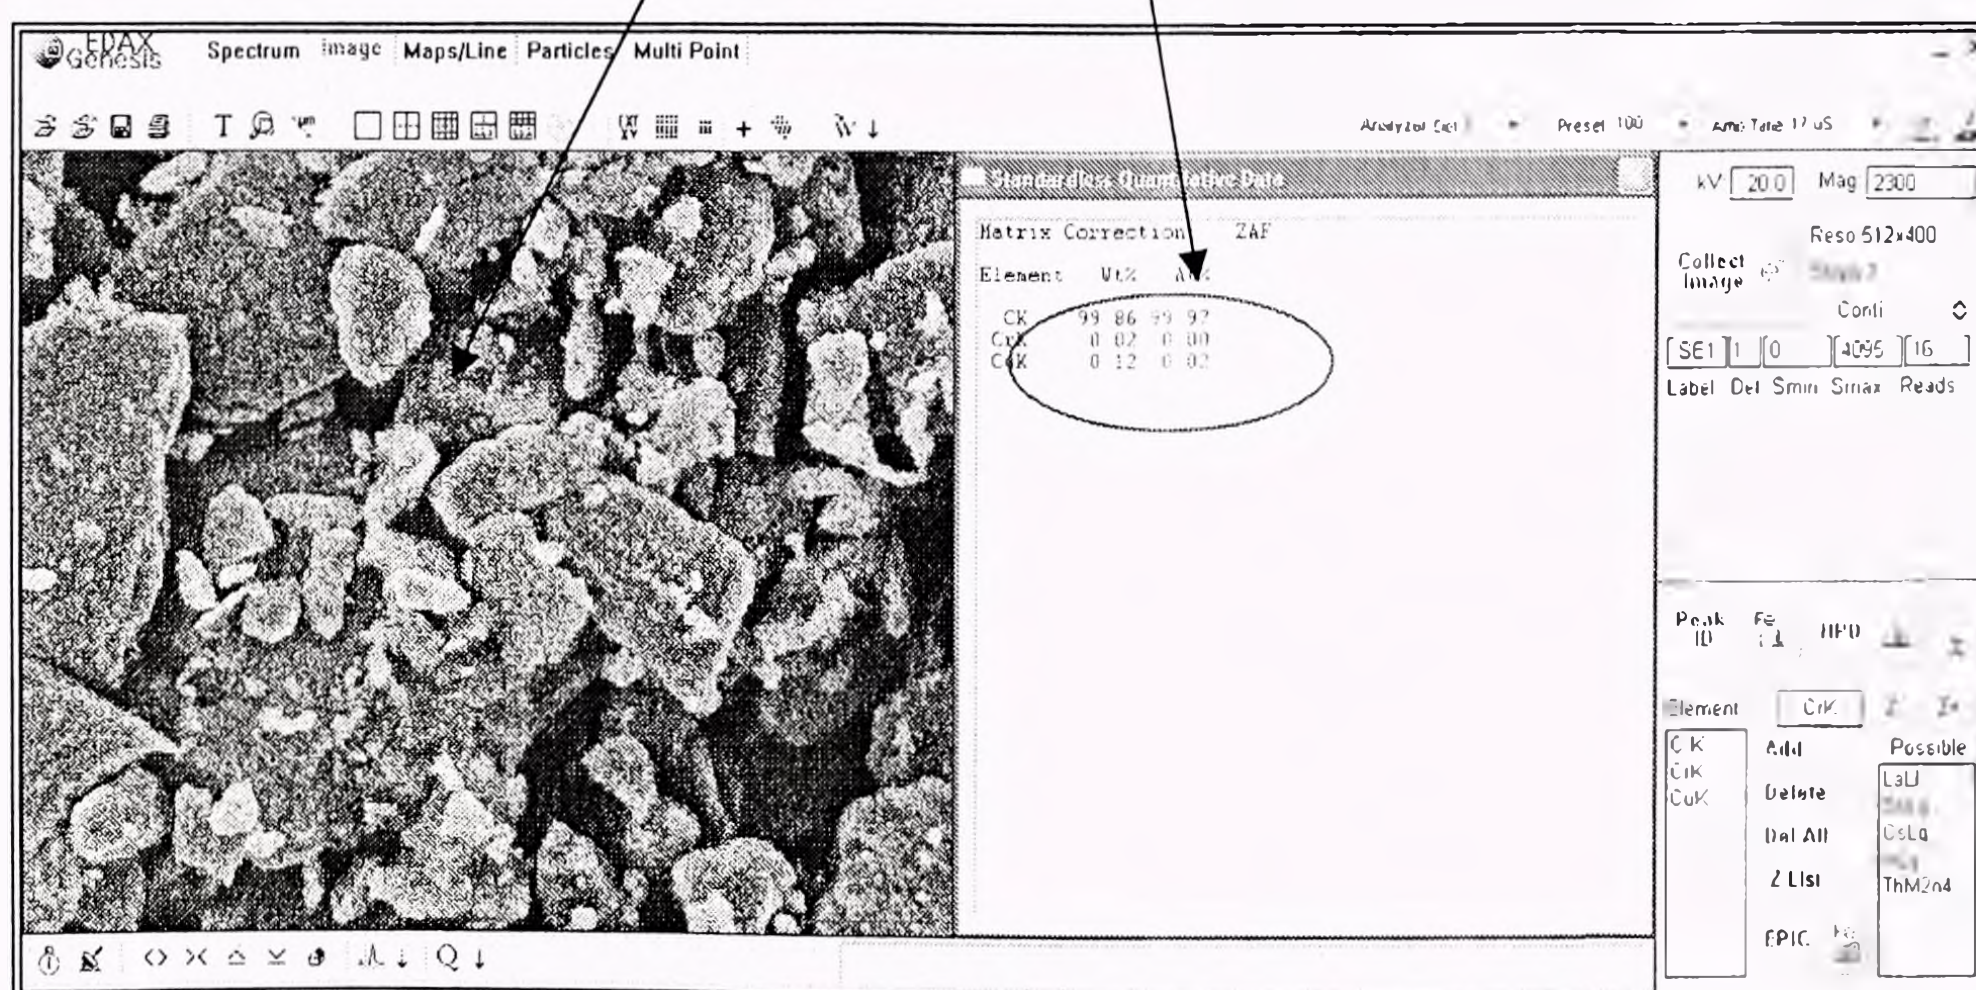 EDAX
Genesis
Spectrum Image Maps/Line Particles Multi Point
Preset 100
kV 20.0 Mag 2300
Reso 512x400
Collect
Image
Conti
SE1 1 0 4095 16
Label Del Smin Smax Reads
Standardless Quantitative Data
Matrix Correction ZAF
Element Wt% At%
CK 99 86 99 92
CrK 0 02 0 00
0 12 0 02
Peak
ID
HPD
Element CrK
C K
CrK
CuK
Add
Delete
Del All
Z List
EPIC
Possible
CsLa